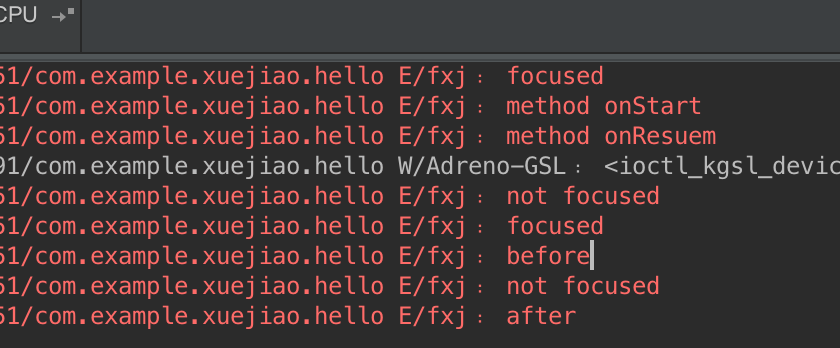 CPU
51/com.example.xuejiao.hello E/fxj: focused
51/com.example.xuejiao.hello E/fxj: method onStart
51/com.example.xuejiao.hello E/fxj: method onResuem
91/com.example.xuejiao.hello W/Adreno-GSL: <ioctl_kgsl_devic
51/com.example.xuejiao.hello E/fxj: not focused
51/com.example.xuejiao.hello E/fxj: focused
51/com.example.xuejiao.hello E/fxj: before
51/com.example.xuejiao.hello E/fxj: not focused
51/com.example.xuejiao.hello E/fxj: after